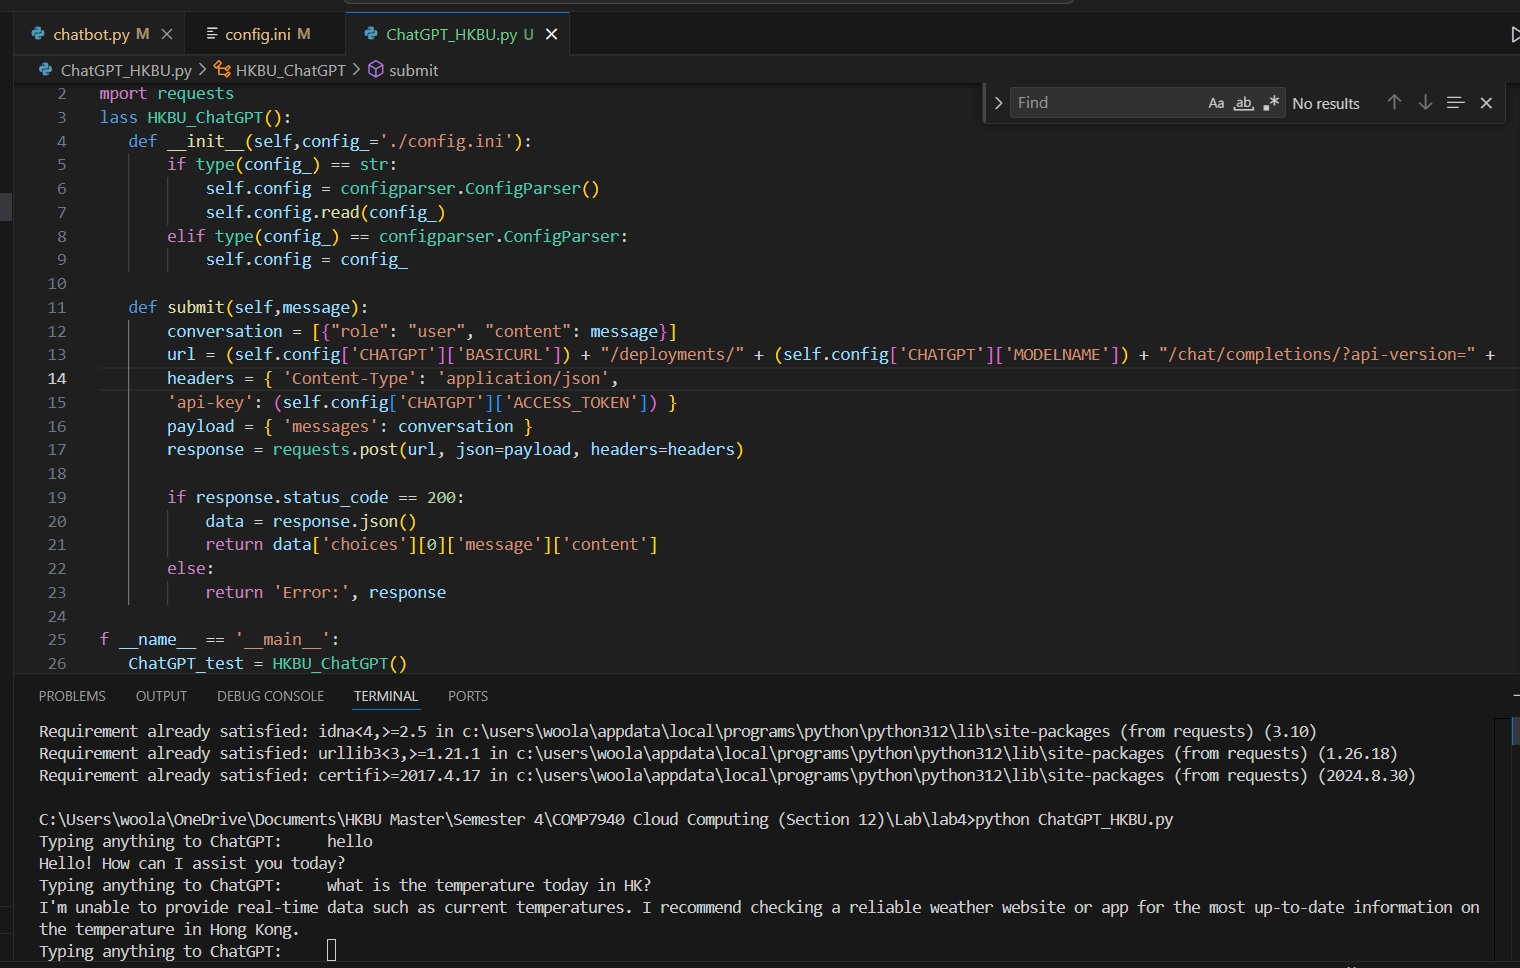 chatbot.py M
config.ini M
ChatGPT_HKBU.py U
ChatGPT_HKBU.py > HKBU_ChatGPT > submit
Find
Aa ab .* No results
2 mport requests
3 lass HKBU_ChatGPT():
4 def __init__(self,config_='./config.ini'):
5 if type(config_) == str:
6 self.config = configparser.ConfigParser()
7 self.config.read(config_)
8 elif type(config_) == configparser.ConfigParser:
9 self.config = config_
10
11 def submit(self,message):
12 conversation = [{"role": "user", "content": message}]
13 url = (self.config['CHATGPT']['BASICURL']) + "/deployments/" + (self.config['CHATGPT']['MODELNAME']) + "/chat/completions/?api-version=" +
14 headers = { 'Content-Type': 'application/json',
15 'api-key': (self.config['CHATGPT']['ACCESS_TOKEN']) }
16 payload = { 'messages': conversation }
17 response = requests.post(url, json=payload, headers=headers)
18
19 if response.status_code == 200:
20 data = response.json()
21 return data['choices'][0]['message']['content']
22 else:
23 return 'Error:', response
24
25 f __name__ == '__main__':
26 ChatGPT_test = HKBU_ChatGPT()
PROBLEMS OUTPUT DEBUG CONSOLE TERMINAL PORTS
Requirement already satisfied: idna<4,>=2.5 in c:\users\woola\appdata\local\programs\python\python312\lib\site-packages (from requests) (3.10)
Requirement already satisfied: urllib3<3,>=1.21.1 in c:\users\woola\appdata\local\programs\python\python312\lib\site-packages (from requests) (1.26.18)
Requirement already satisfied: certifi>=2017.4.17 in c:\users\woola\appdata\local\programs\python\python312\lib\site-packages (from requests) (2024.8.30)
C:\Users\woola\OneDrive\Documents\HKBU Master\Semester 4\COMP7940 Cloud Computing (Section 12)\Lab\lab4>python ChatGPT_HKBU.py
Typing anything to ChatGPT: hello
Hello! How can I assist you today?
Typing anything to ChatGPT: what is the temperature today in HK?
I'm unable to provide real-time data such as current temperatures. I recommend checking a reliable weather website or app for the most up-to-date information on
the temperature in Hong Kong.
Typing anything to ChatGPT: